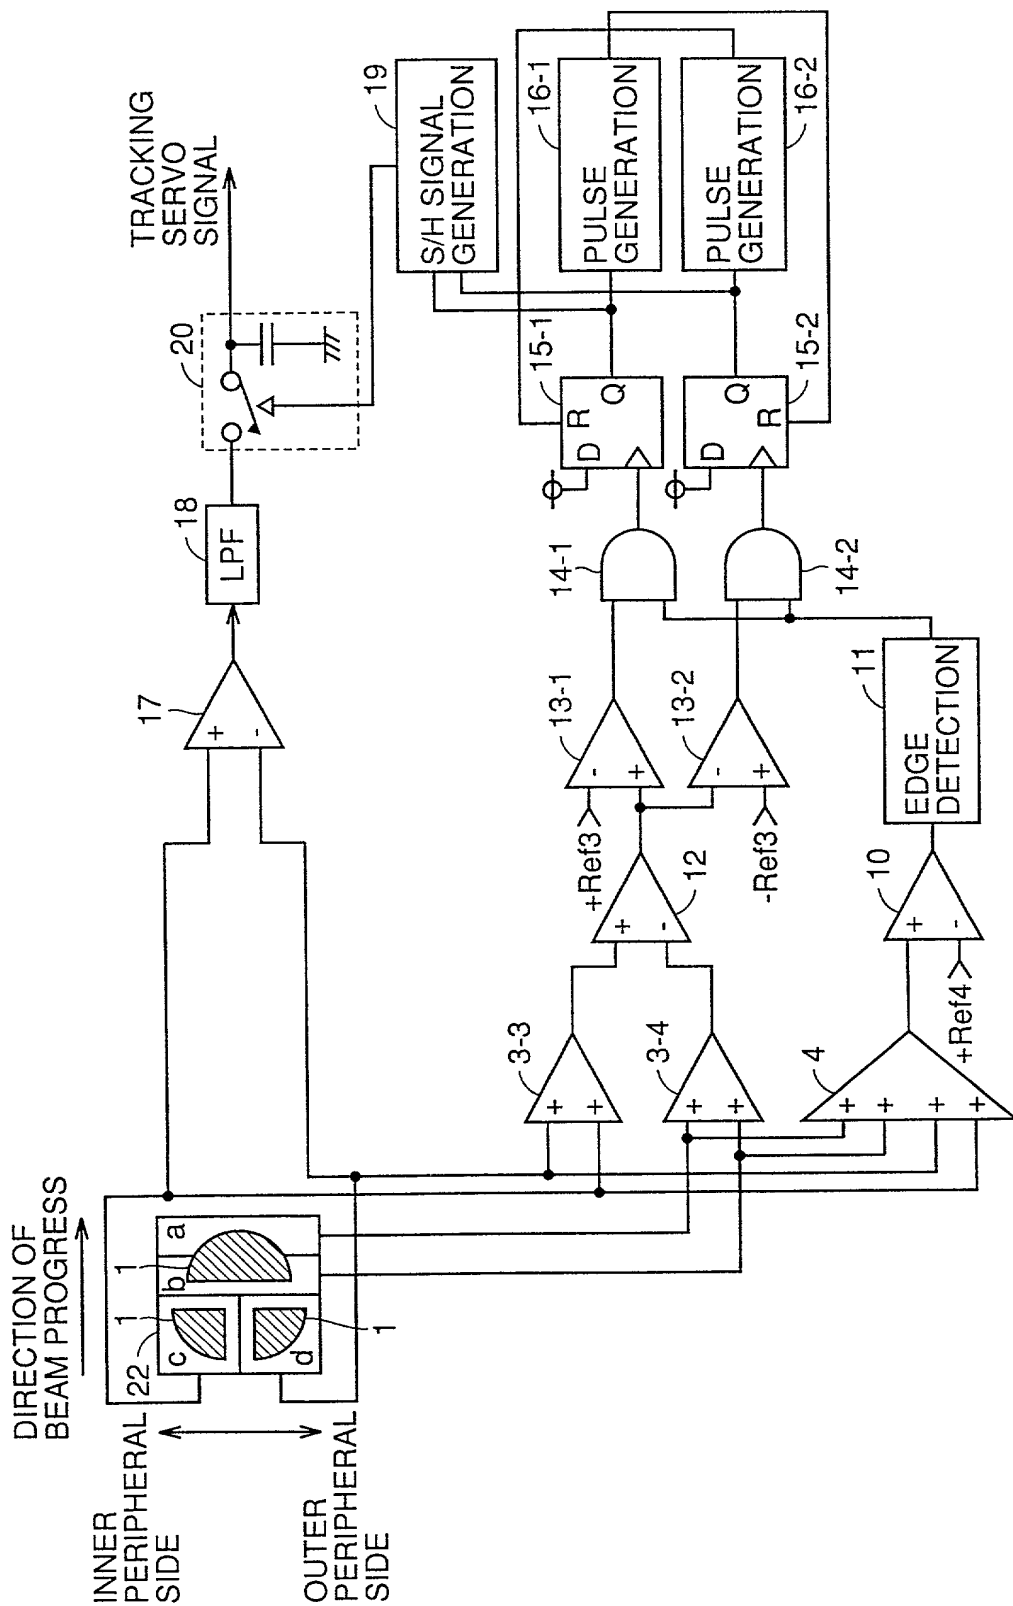 DIRECTION OF
BEAM PROGRESS
INNER
PERIPHERAL
SIDE
OUTER
PERIPHERAL
SIDE
22
1
1
1
a
b
c
d
17
+
-
18
LPF
20
TRACKING
SERVO
SIGNAL
19
S/H SIGNAL
GENERATION
3-3
+
+
3-4
+
+
4
+
+
+
+
12
+
-
+Ref3
13-1
-
+
13-2
-
+
-Ref3
10
+
-
+Ref4
11
EDGE
DETECTION
14-1
14-2
15-1
D
R
Q
15-2
D
R
Q
16-1
PULSE
GENERATION
16-2
PULSE
GENERATION